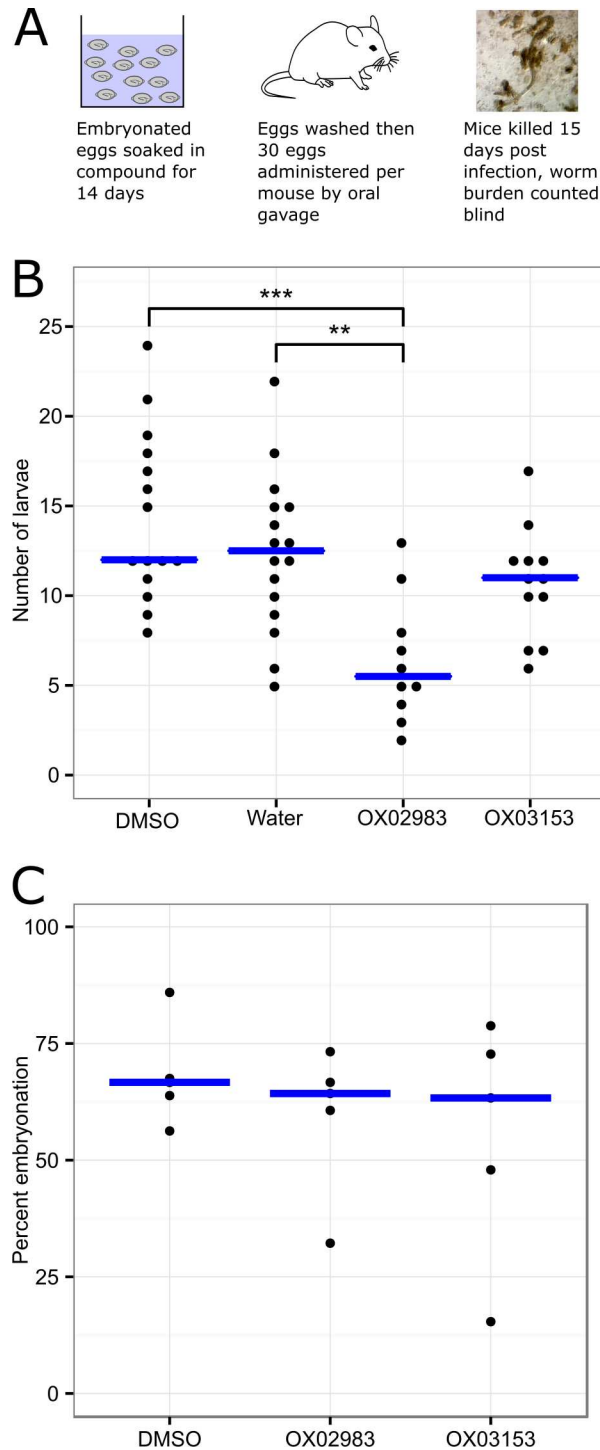 A
Embryonated
eggs soaked in
compound for
14 days
Eggs washed then
30 eggs
administered per
mouse by oral
gavage
Mice killed 15
days post
infection, worm
burden counted
blind
B
***
**
25
20
15
10
5
0
Number of larvae
DMSO
Water
OX02983
OX03153
C
100
75
50
25
0
Percent embryonation
DMSO
OX02983
OX03153